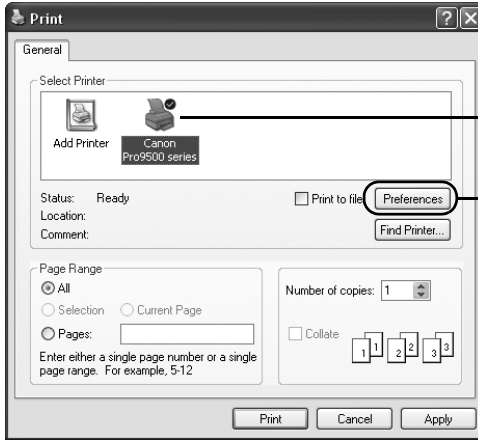 Print
General
Select Printer
Add Printer
Canon
Pro9500 series
Status: Ready
Location:
Comment:
Print to file
Preferences
Find Printer...
Page Range
All
Selection
Current Page
Pages:
Enter either a single page number or a single
page range. For example, 5-12
Number of copies: 1
Collate
1 1 2 2 3 3
Print
Cancel
Apply